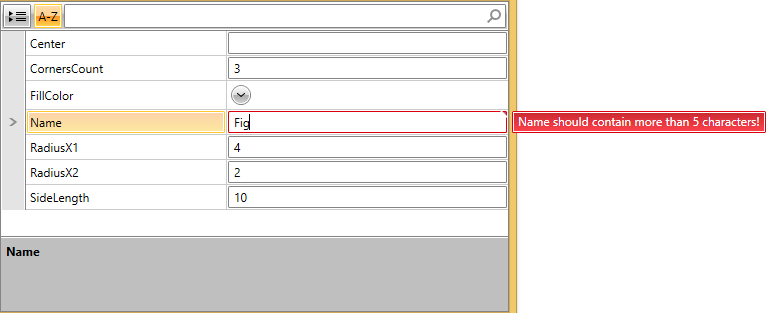 A-Z
Center
CornersCount 3
FillColor
Name Fig Name should contain more than 5 characters!
RadiusX1 4
RadiusX2 2
SideLength 10
Name